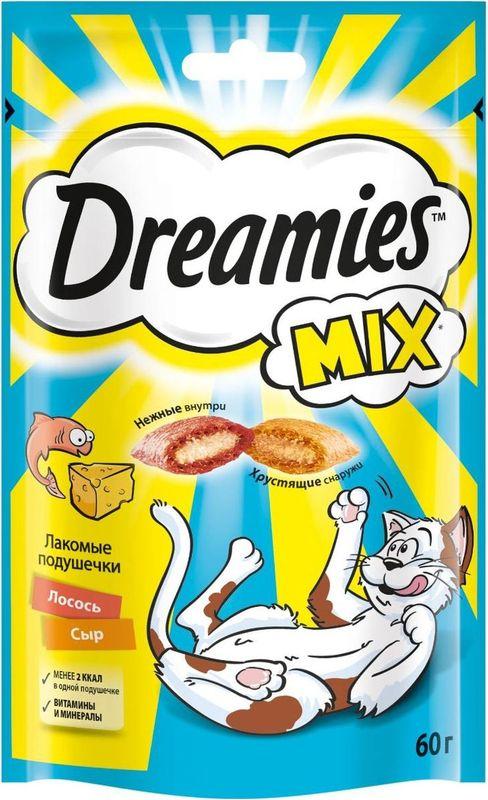 Dreamies™
MIX*
Нежные внутри
Хрустящие снаружи
Лакомые
подушечки
Лосось
Сыр
✓ МЕНЕЕ 2 ККАЛ
в одной подушечке
✓ ВИТАМИНЫ
И МИНЕРАЛЫ
60 г